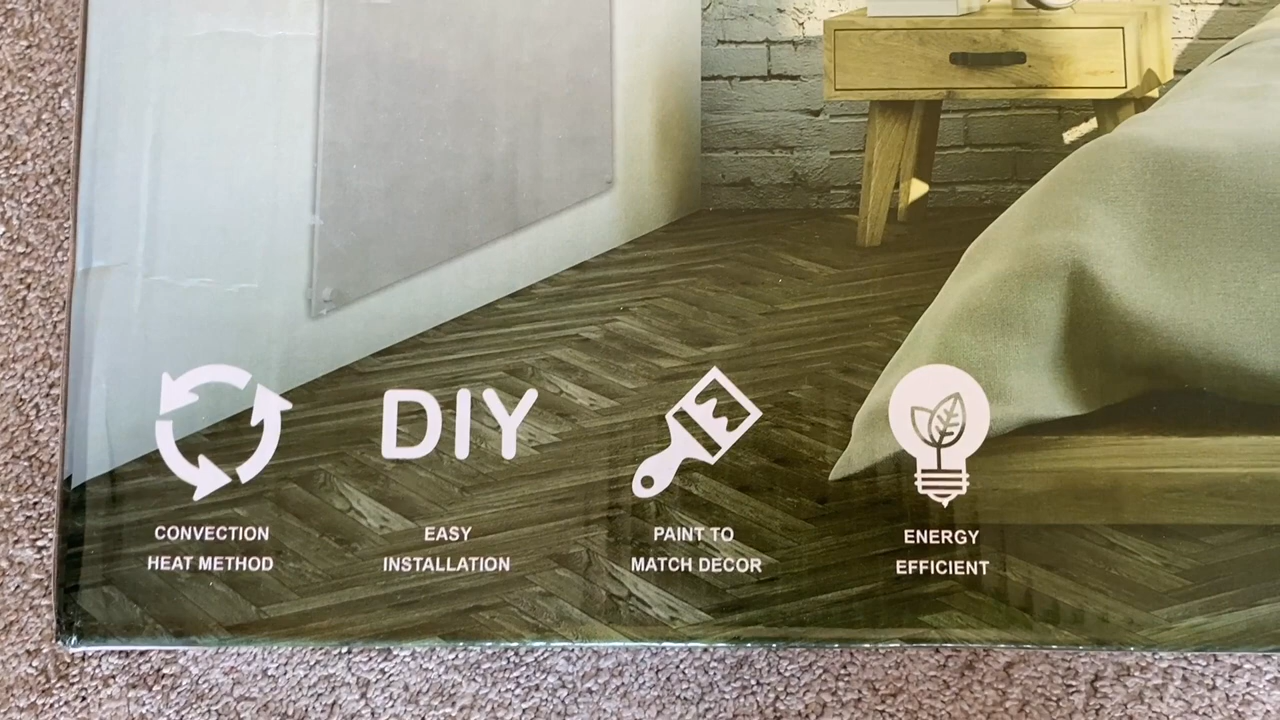 DIY
CONVECTION
HEAT METHOD
EASY
INSTALLATION
PAINT TO
MATCH DECOR
ENERGY
EFFICIENT